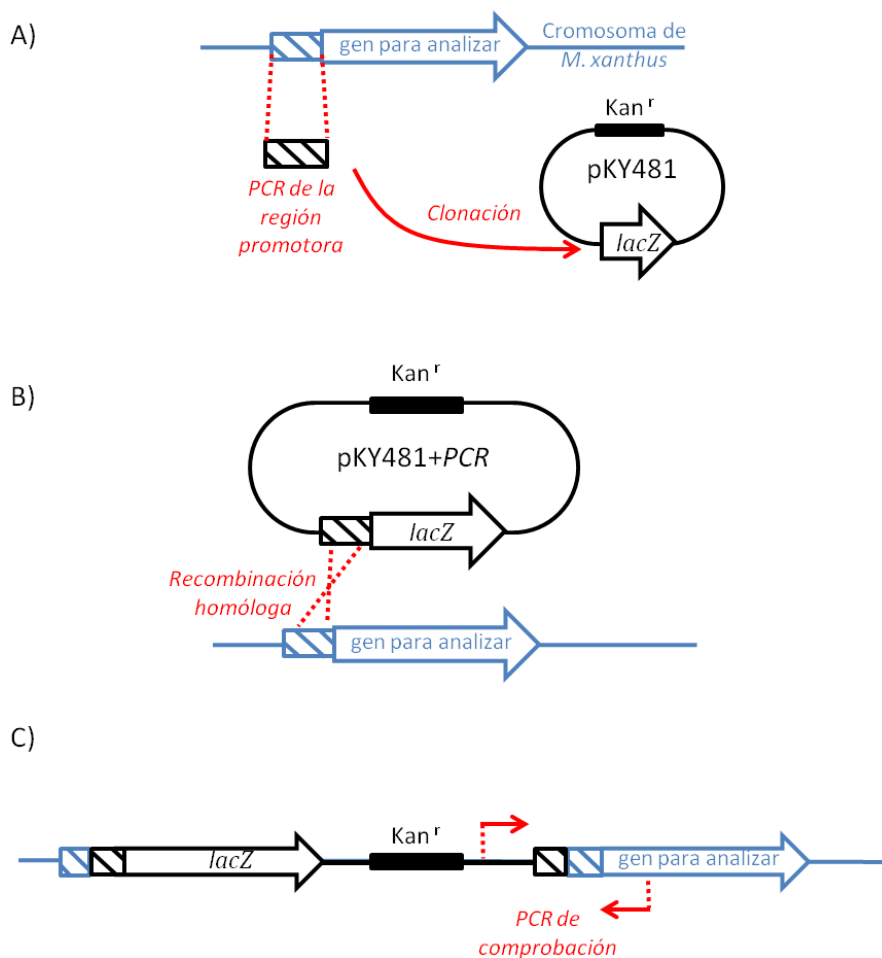 A)
gen para analizar
Cromosoma de
M. xanthus
Kan r
pKY481
PCR de la
región
promotora
Clonación
lacZ
B)
Kan r
pKY481+PCR
lacZ
Recombinación
homóloga
gen para analizar
C)
Kan r
lacZ
gen para analizar
PCR de
comprobación